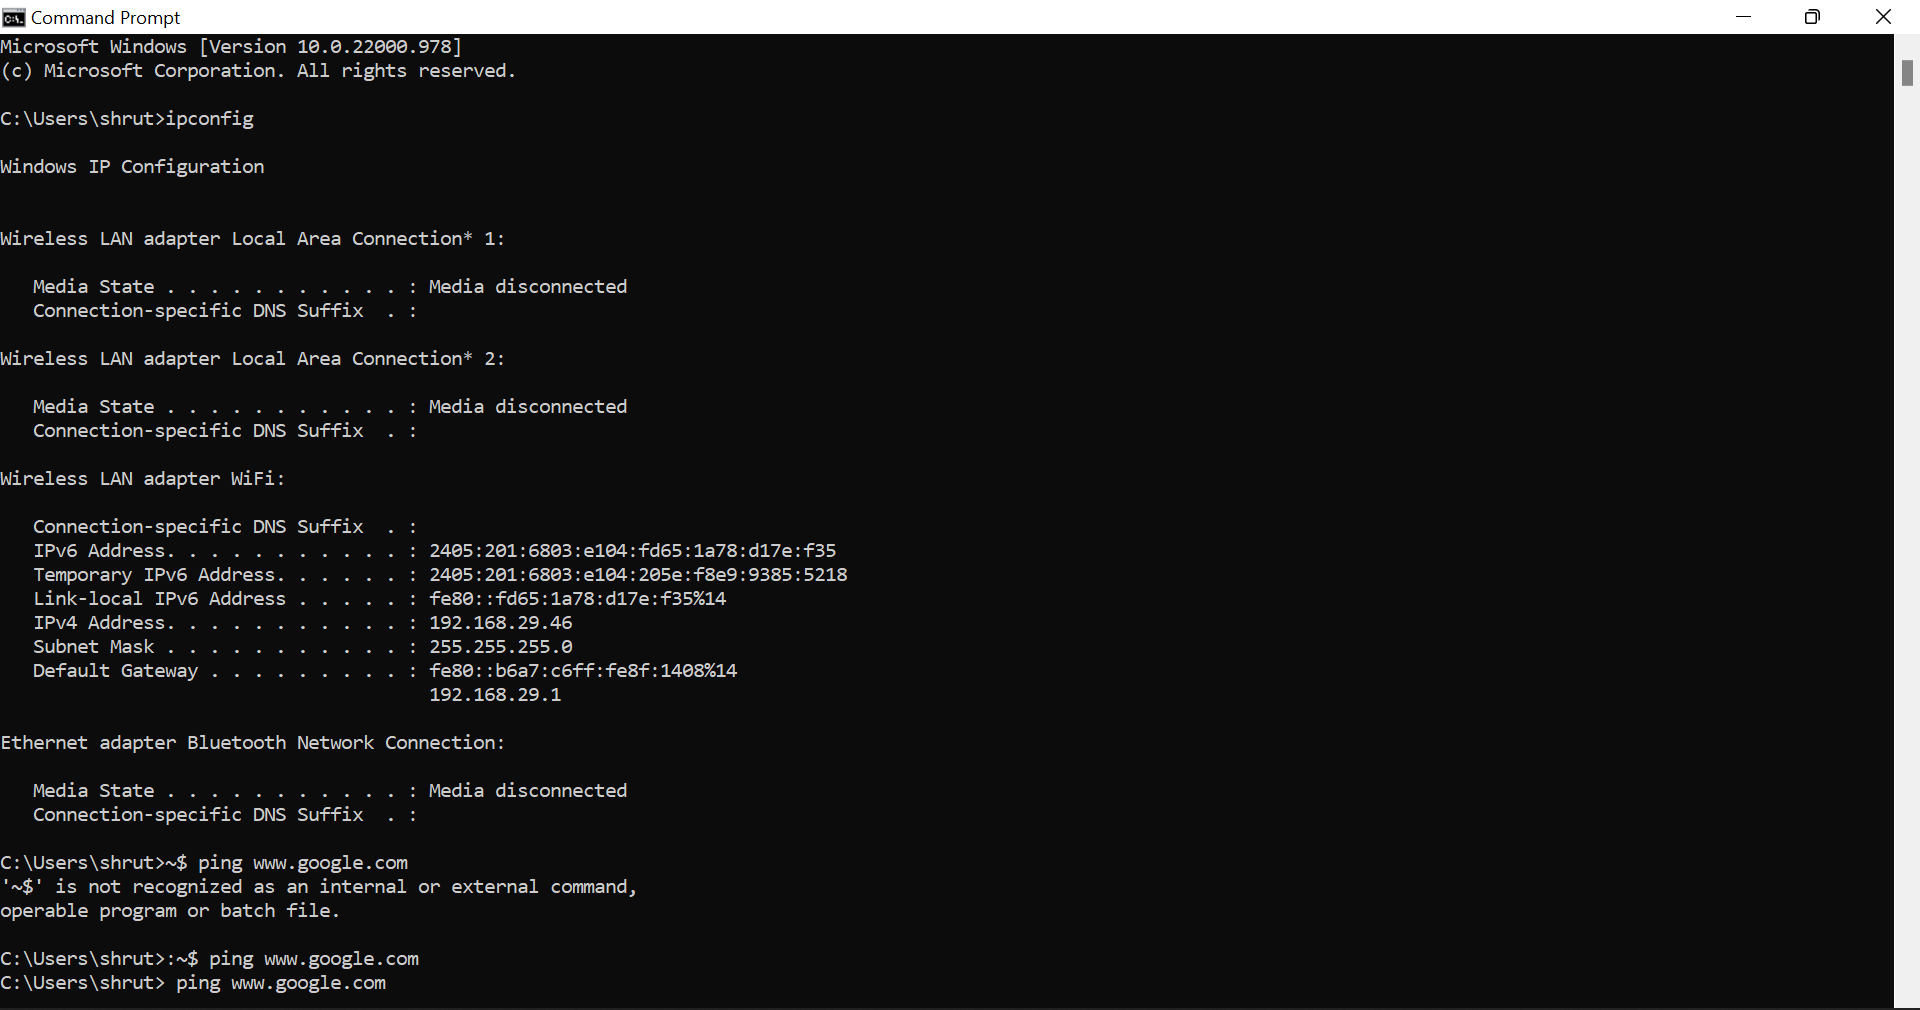 Command Prompt
Microsoft Windows [Version 10.0.22000.978]
(c) Microsoft Corporation. All rights reserved.
C:\Users\shrut>ipconfig
Windows IP Configuration
Wireless LAN adapter Local Area Connection* 1:
Media State . . . . . . . . . . . : Media disconnected
Connection-specific DNS Suffix  . :
Wireless LAN adapter Local Area Connection* 2:
Media State . . . . . . . . . . . : Media disconnected
Connection-specific DNS Suffix  . :
Wireless LAN adapter WiFi:
Connection-specific DNS Suffix  . :
IPv6 Address. . . . . . . . . . . : 2405:201:6803:e104:fd65:1a78:d17e:f35
Temporary IPv6 Address. . . . . . : 2405:201:6803:e104:205e:f8e9:9385:5218
Link-local IPv6 Address . . . . . : fe80::fd65:1a78:d17e:f35%14
IPv4 Address. . . . . . . . . . . : 192.168.29.46
Subnet Mask . . . . . . . . . . . : 255.255.255.0
Default Gateway . . . . . . . . . : fe80::b6a7:c6ff:fe8f:1408%14
192.168.29.1
Ethernet adapter Bluetooth Network Connection:
Media State . . . . . . . . . . . : Media disconnected
Connection-specific DNS Suffix  . :
C:\Users\shrut>~$ ping www.google.com
'~$' is not recognized as an internal or external command,
operable program or batch file.
C:\Users\shrut>:~$ ping www.google.com
C:\Users\shrut> ping www.google.com